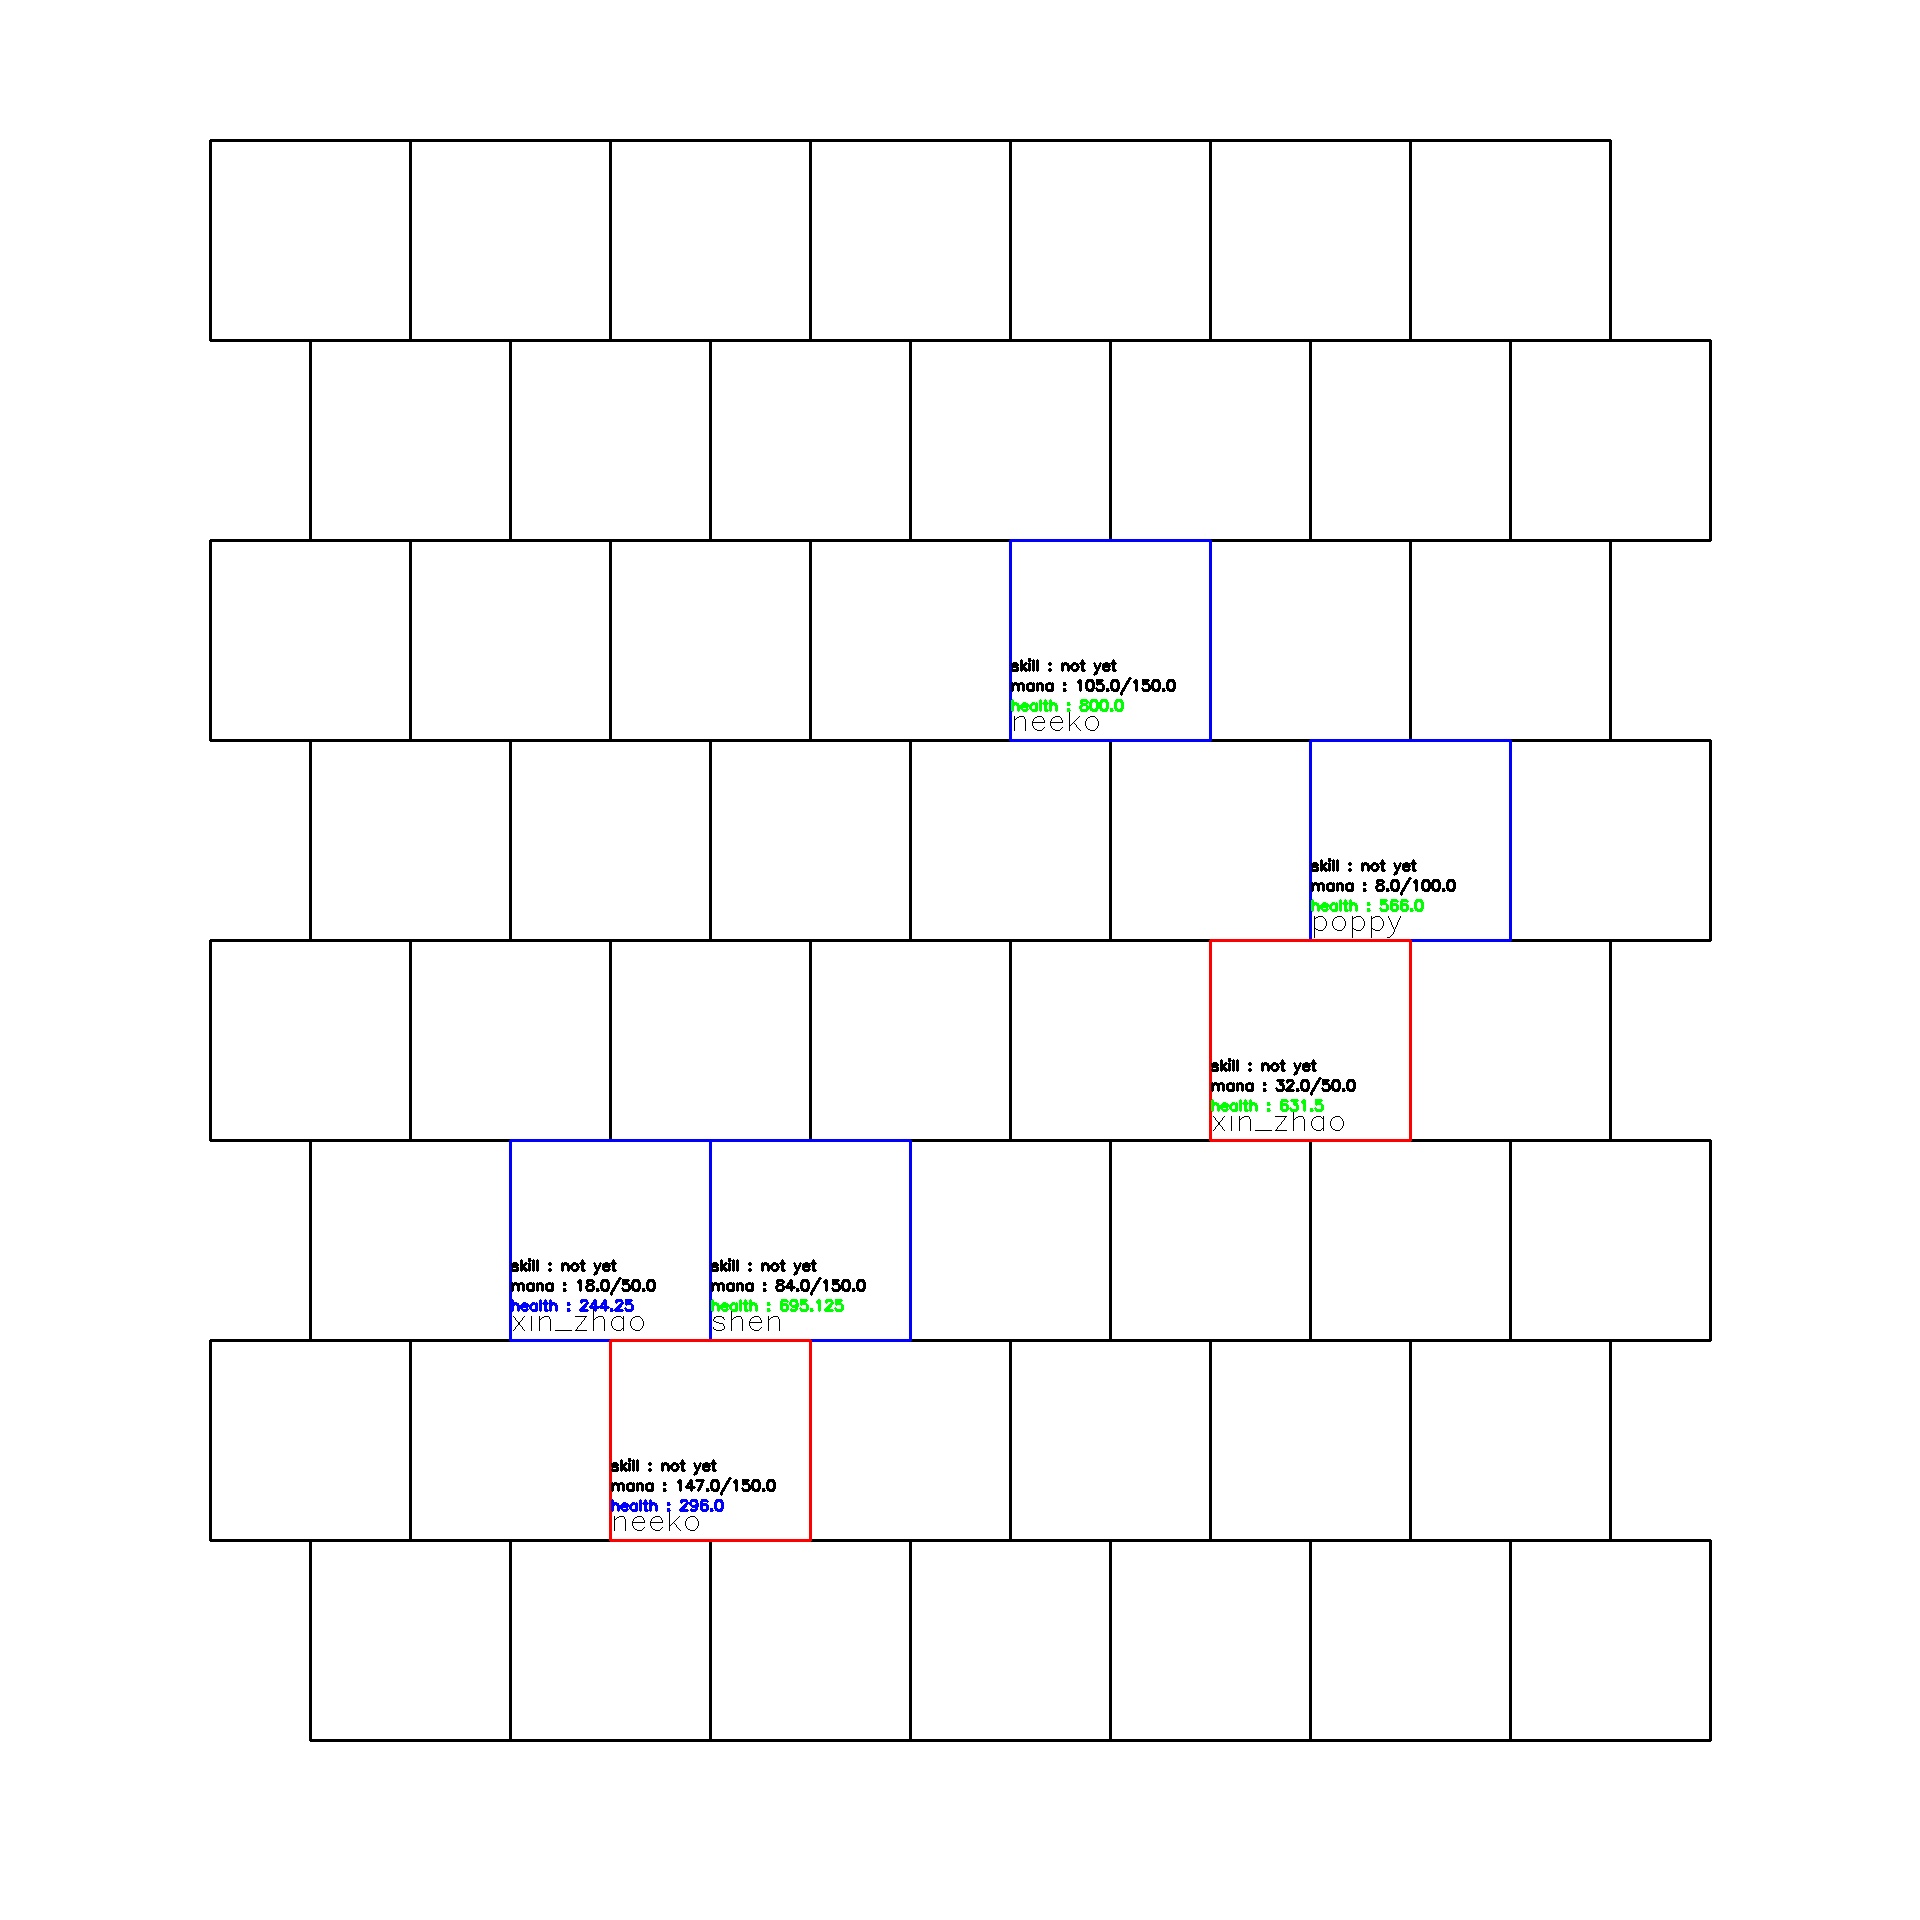 skill : not yet
mana : 105.0/150.0
health : 800.0
neeko
skill : not yet
mana : 8.0/100.0
health : 566.0
poppy
skill : not yet
mana : 32.0/50.0
health : 631.5
xin_zhao
skill : not yet
mana : 18.0/50.0
health : 244.25
xin_zhao
skill : not yet
mana : 84.0/150.0
health : 695.125
shen
skill : not yet
mana : 147.0/150.0
health : 296.0
neeko